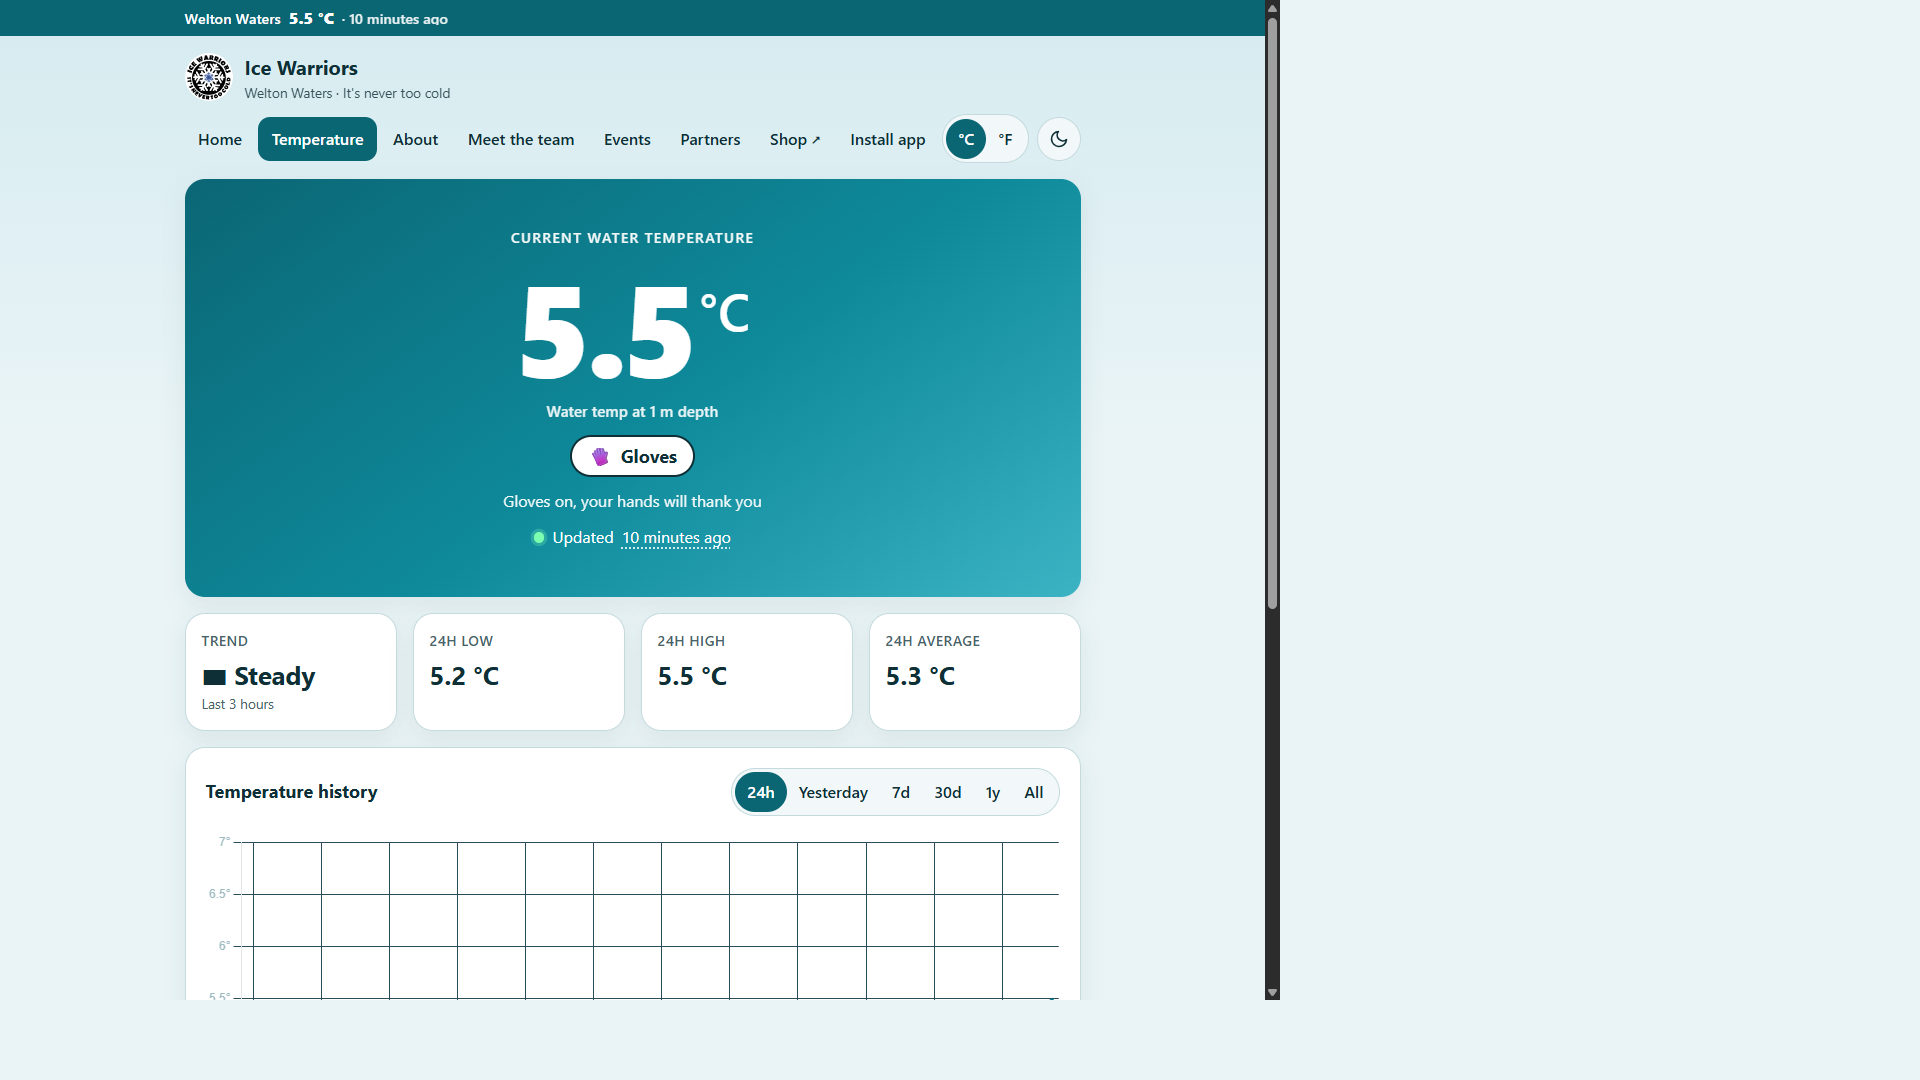 Welton Waters 5.5 °C · 10 minutes ago
Ice Warriors
Welton Waters · It's never too cold
Home Temperature About Meet the team Events Partners Shop ↗ Install app °C °F
CURRENT WATER TEMPERATURE
5.5 °C
Water temp at 1 m depth
Gloves
Gloves on, your hands will thank you
Updated 10 minutes ago
TREND
Steady
Last 3 hours
24H LOW
5.2 °C
24H HIGH
5.5 °C
24H AVERAGE
5.3 °C
Temperature history
24h Yesterday 7d 30d 1y All
7°
6.5°
6°
5.5°